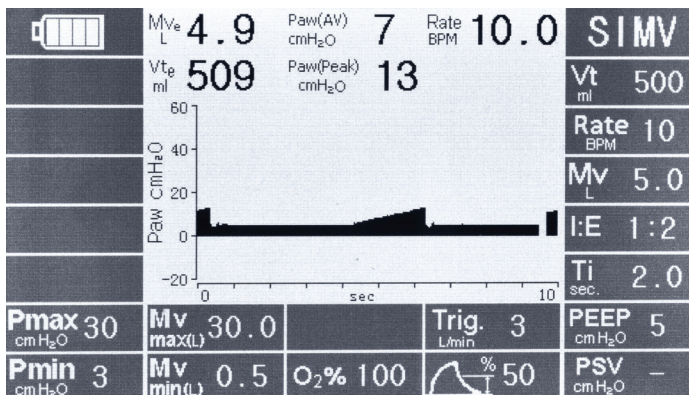 Mve L 4.9 Paw(AV) cmH₂O 7 Rate BPM 10.0 SIMV
Vte ml 509 Paw(Peak) cmH₂O 13 Vt ml 500
60
40
20
0
-20
Paw cmH₂O
0 sec 10
Rate BPM 10
Mv L 5.0
I:E 1:2
Ti sec. 2.0
Pmax cmH₂O 30 Mv max(L) 30.0 Trig. L/min 3 PEEP cmH₂O 5
Pmin cmH₂O 3 Mv min(L) 0.5 O₂% 100 % 50 PSV cmH₂O –